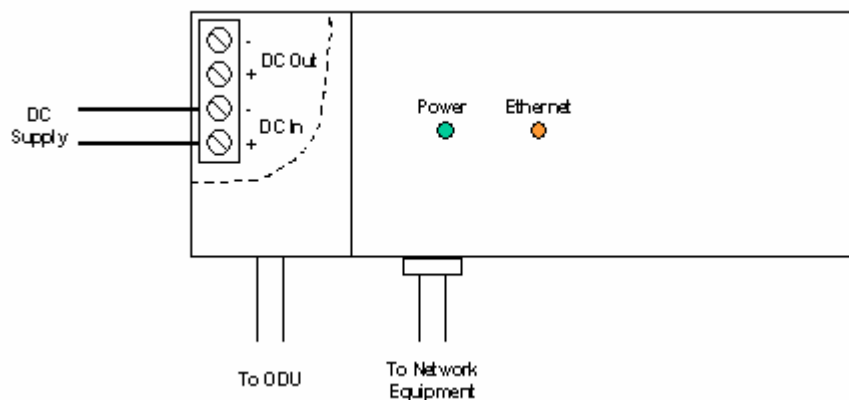 -
DC Out
+
-
DC In
+
DC
Supply
Power
Ethernet
To ODU
To Network
Equipment